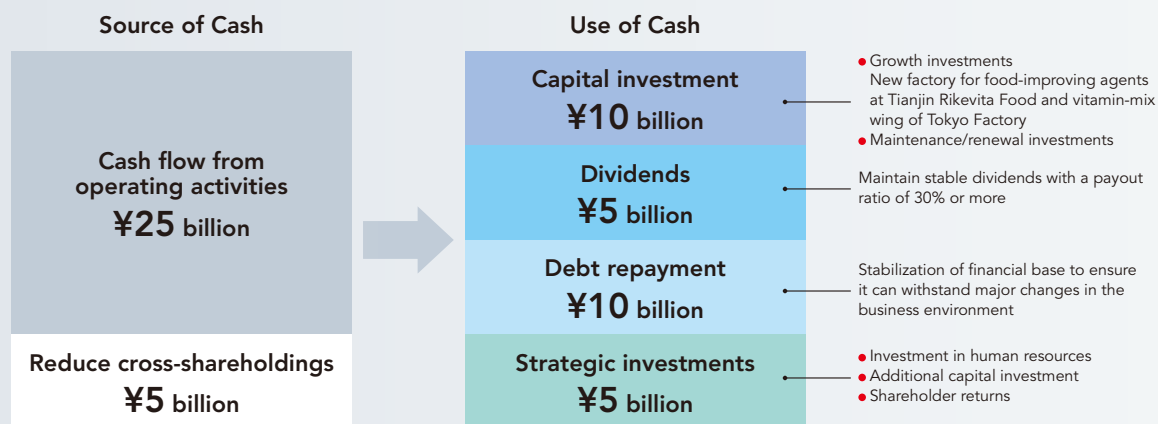 Source of Cash
Cash flow from
operating activities
¥25 billion
Reduce cross-shareholdings
¥5 billion
Use of Cash
Capital investment
¥10 billion
● Growth investments
New factory for food-improving agents
at Tianjin Rikevita Food and vitamin-mix
wing of Tokyo Factory
● Maintenance/renewal investments
Dividends
¥5 billion
Maintain stable dividends with a payout
ratio of 30% or more
Debt repayment
¥10 billion
Stabilization of financial base to ensure
it can withstand major changes in the
business environment
Strategic investments
¥5 billion
● Investment in human resources
● Additional capital investment
● Shareholder returns